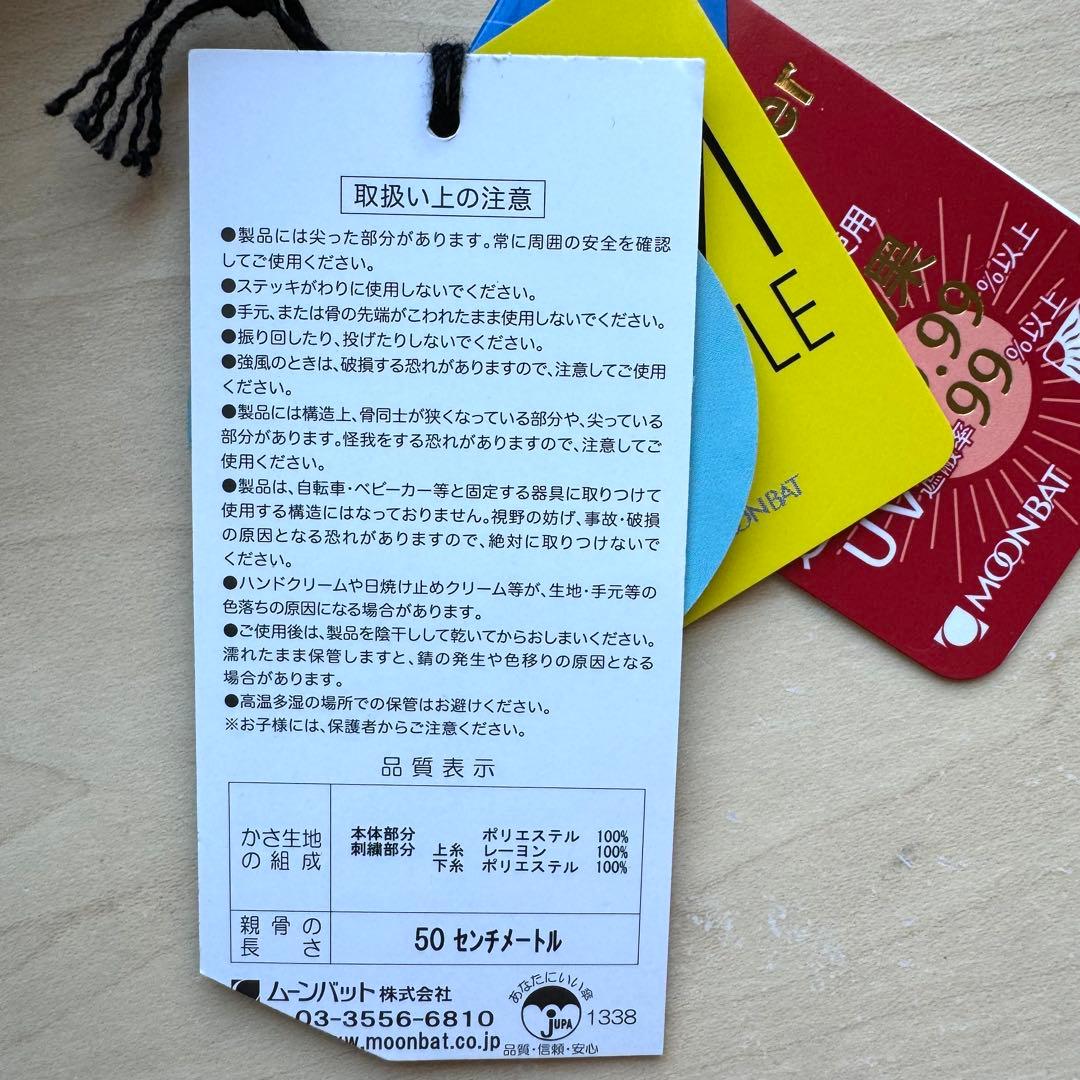 取扱い上の注意
●製品には尖った部分があります。常に周囲の安全を確認
してご使用ください。
●ステッキがわりに使用しないでください。
●手元、または骨の先端がこわれたまま使用しないでください。
●振り回したり、投げたりしないでください。
●強風のときは、破損する恐れがありますので、注意してご使用
ください。
●製品には構造上、骨同士が狭くなっている部分や、尖っている
部分があります。怪我をする恐れがありますので、注意してご
使用ください。
●製品は、自転車・ベビーカー等と固定する器具に取りつけて
使用する構造にはなっておりません。視野の妨げ、事故・破損
の原因となる恐れがありますので、絶対に取りつけないで
ください。
●ハンドクリームや日焼け止めクリーム等が、生地・手元等の
色落ちの原因になる場合があります。
●ご使用後は、製品を陰干しして乾いてからおしまいください。
濡れたまま保管しますと、錆の発生や色移りの原因となる
場合があります。
●高温多湿の場所での保管はお避けください。
※お子様には、保護者からご注意ください。
品質表示
かさ生地
の組成
本体部分 ポリエステル 100%
刺繍部分 上糸 レーヨン 100%
下糸 ポリエステル 100%
親骨の
長さ
50 センチメートル
ムーンバット株式会社
03-3556-6810
www.moonbat.co.jp
あなたにいい傘
JUPA
1338
品質・信頼・安心
LE
ONBAT
er
使用
果
.99%以上
.99%以上
UV
遮蔽率
MOONBAT